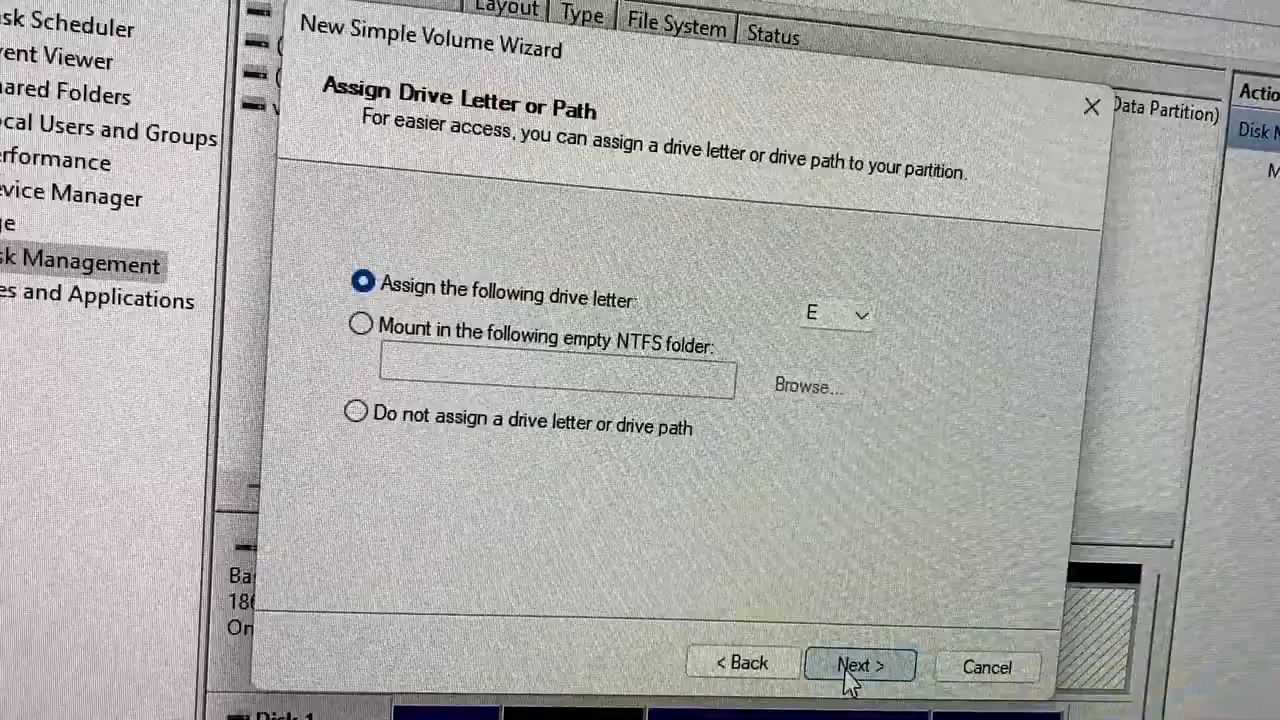 Layout Type File System Status
New Simple Volume Wizard
Assign Drive Letter or Path
For easier access, you can assign a drive letter or drive path to your partition.
Assign the following drive letter:
E
Mount in the following empty NTFS folder:
Browse...
Do not assign a drive letter or drive path
< Back
Next >
Cancel
sk Scheduler
ent Viewer
ared Folders
cal Users and Groups
rformance
vice Manager
e
sk Management
es and Applications
Data Partition)
Actio
Disk M
M
Ba
180
On
Disk 1